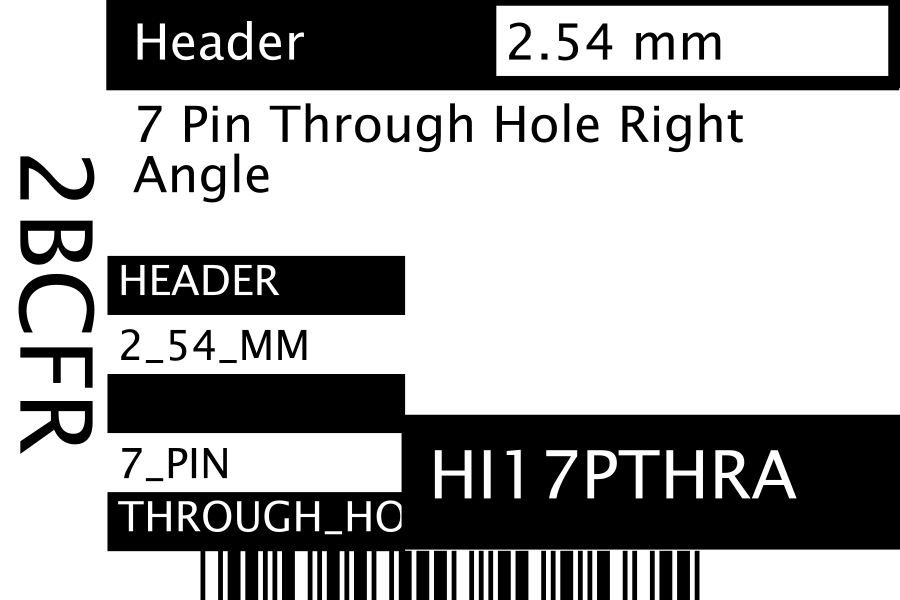 Header
2.54 mm
7 Pin Through Hole Right
Angle
2BCFR
HEADER
2_54_MM
7_PIN
THROUGH_HO
HI17PTHRA